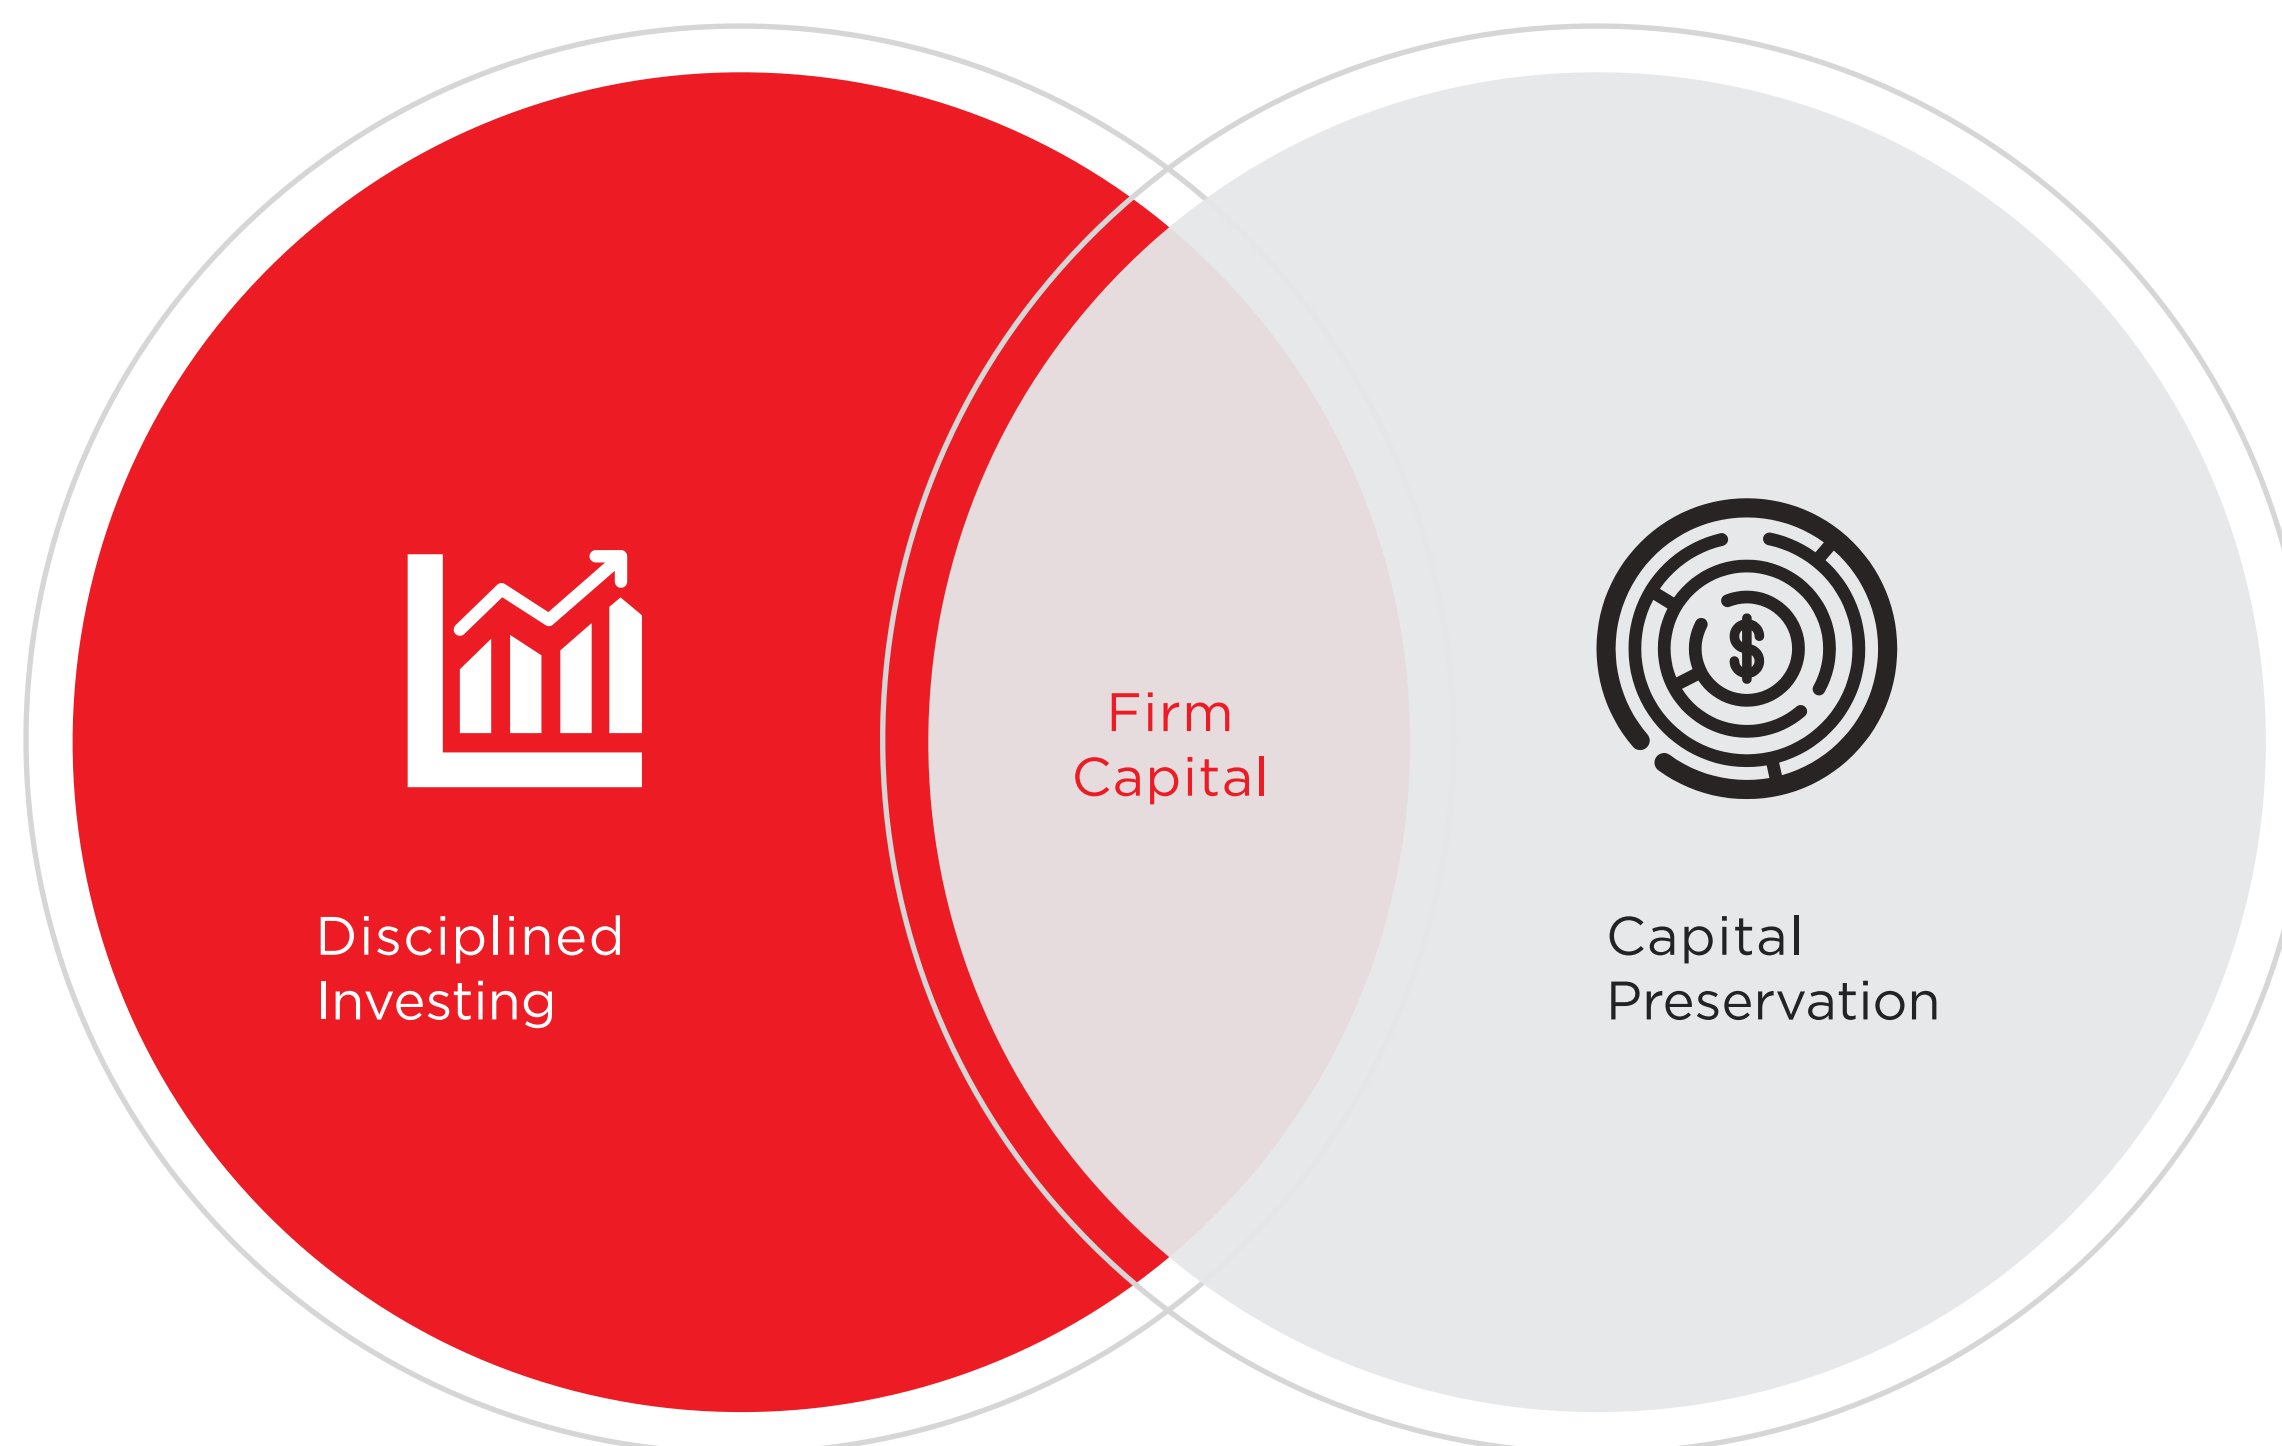 Disciplined
Investing
Firm
Capital
$
Capital
Preservation